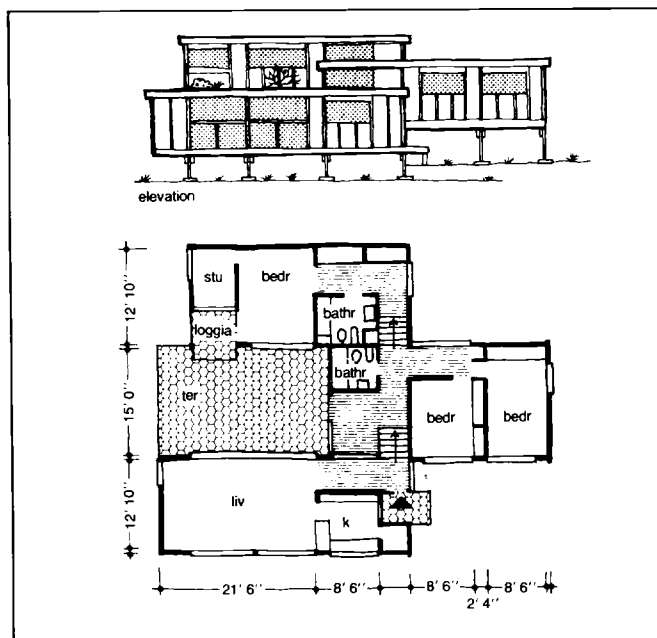 elevation
stu
bedr
bathr
loggia
bathr
ter
bedr
bedr
liv
k
12' 10''
15' 0''
12' 10''
21' 6''
8' 6''
8' 6''
2' 4''
8' 6''